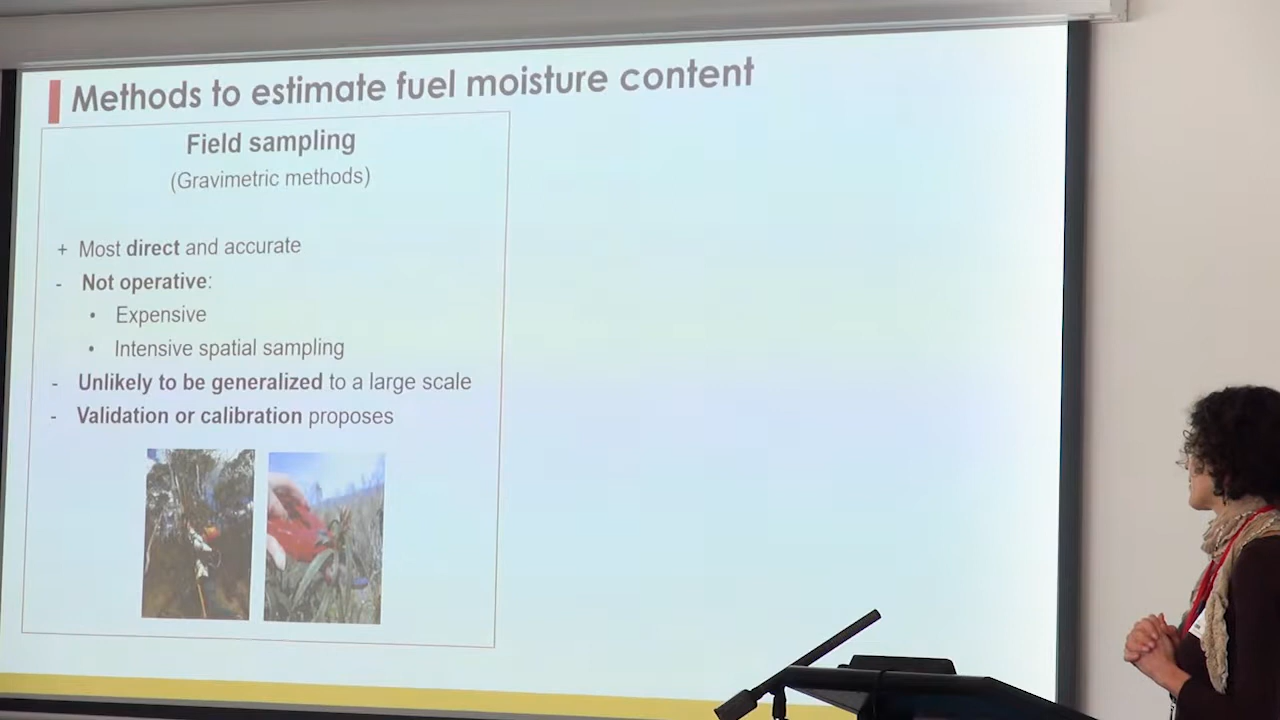 Methods to estimate fuel moisture content
Field sampling
(Gravimetric methods)
+ Most direct and accurate
- Not operative:
• Expensive
• Intensive spatial sampling
- Unlikely to be generalized to a large scale
- Validation or calibration proposes